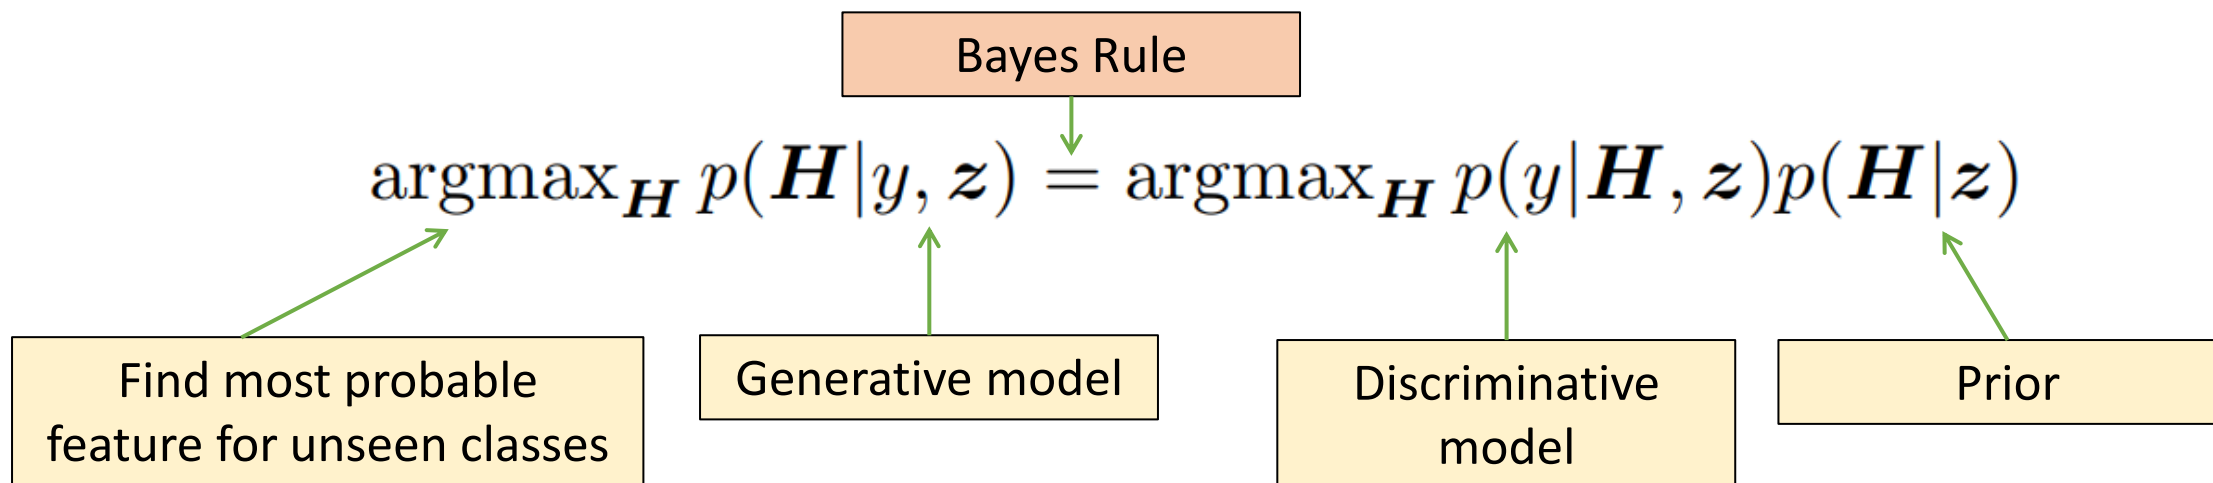 Bayes Rule
argmax_𝑯 p(𝑯|y, 𝒛) = argmax_𝑯 p(y|𝑯, 𝒛)p(𝑯|𝒛)
Find most probable
feature for unseen classes
Generative model
Discriminative
model
Prior